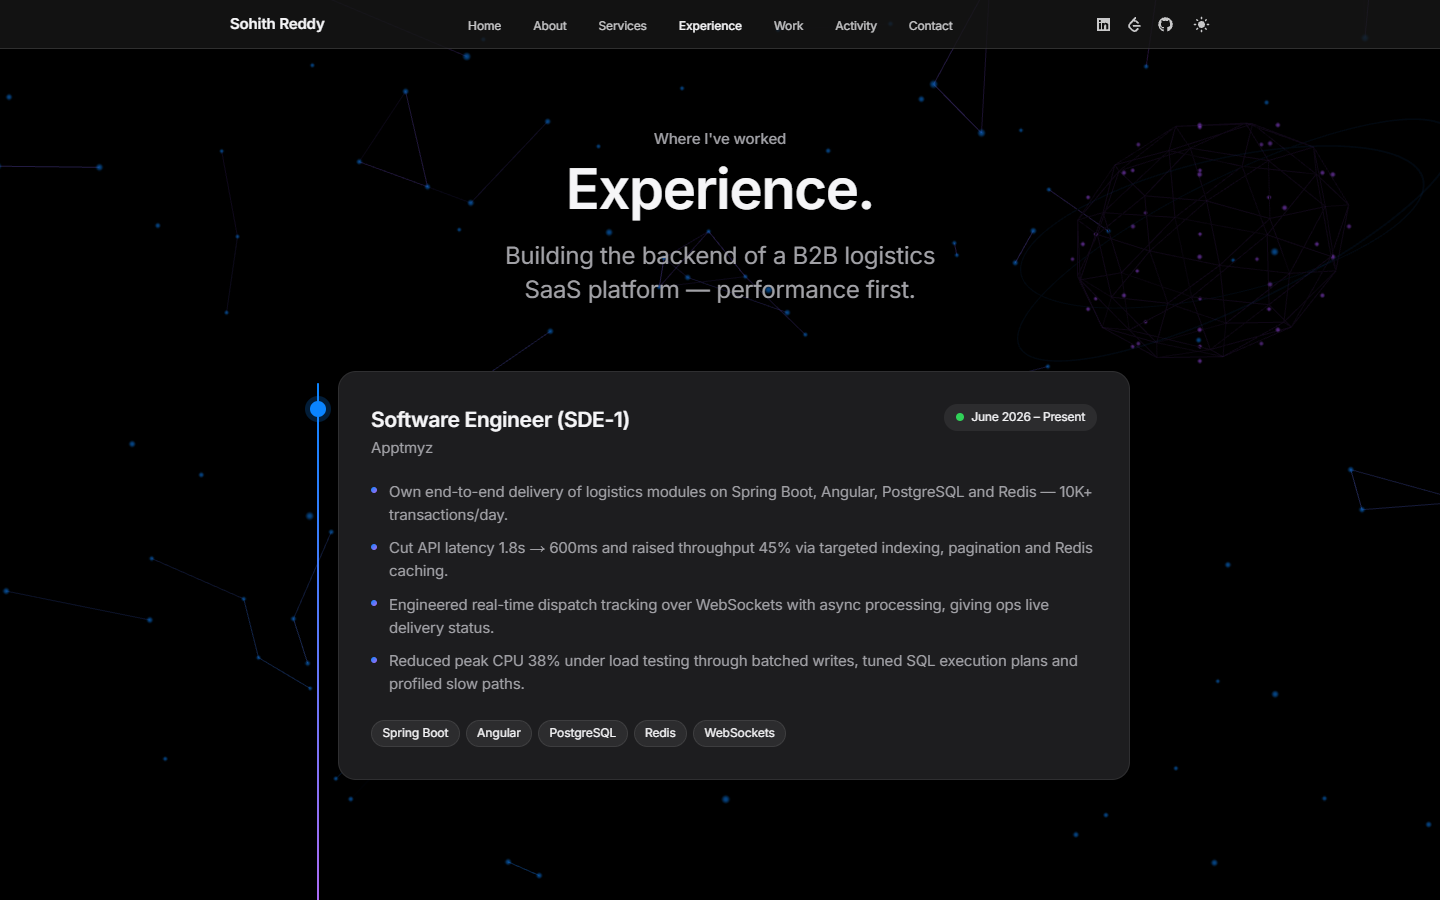 Sohith Reddy
Home About Services Experience Work Activity Contact
Where I've worked
Experience.
Building the backend of a B2B logistics
SaaS platform — performance first.
Software Engineer (SDE-1)
June 2026 – Present
Apptmyz
Own end-to-end delivery of logistics modules on Spring Boot, Angular, PostgreSQL and Redis — 10K+
transactions/day.
Cut API latency 1.8s → 600ms and raised throughput 45% via targeted indexing, pagination and Redis
caching.
Engineered real-time dispatch tracking over WebSockets with async processing, giving ops live
delivery status.
Reduced peak CPU 38% under load testing through batched writes, tuned SQL execution plans and
profiled slow paths.
Spring Boot Angular PostgreSQL Redis WebSockets